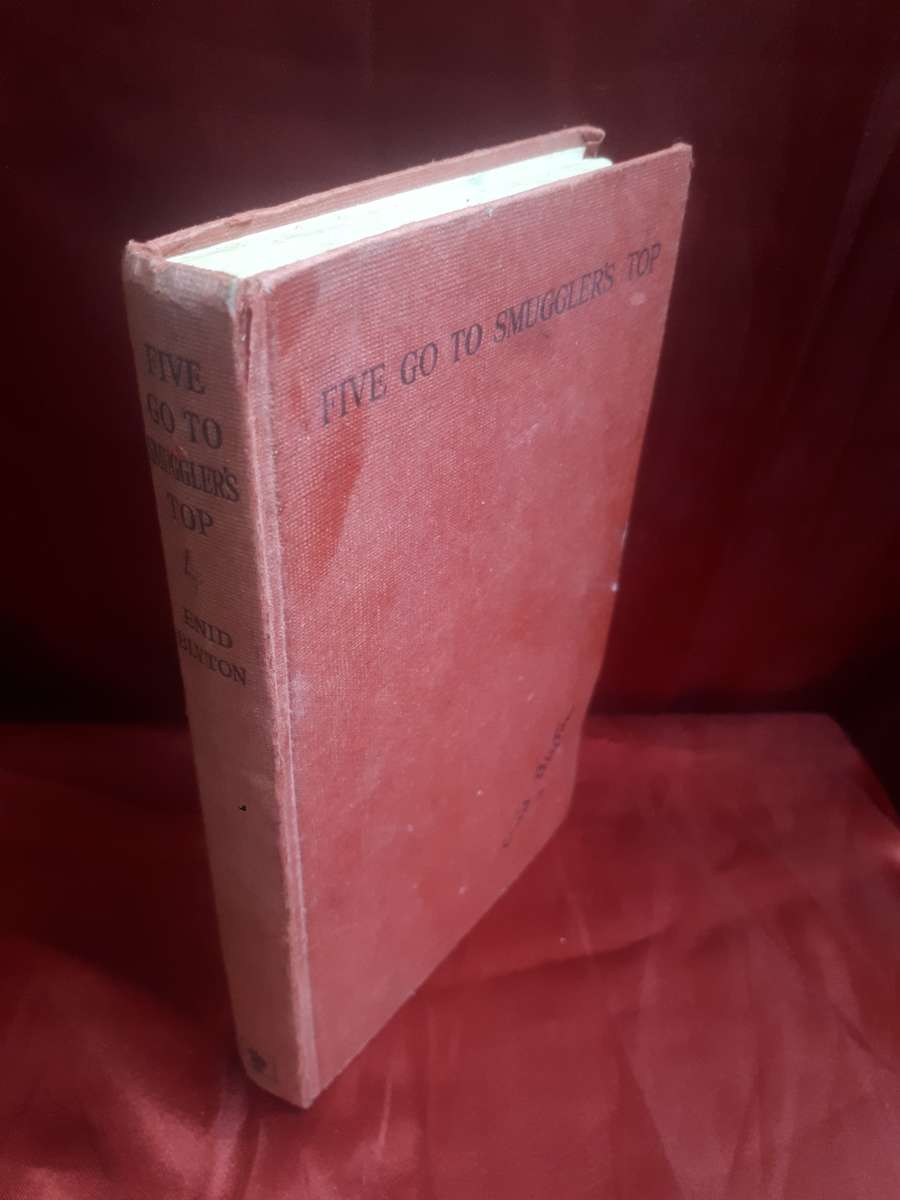 FIVE
GO TO
SMUGGLER'S
TOP
ENID
BLYTON
FIVE GO TO SMUGGLER'S TOP